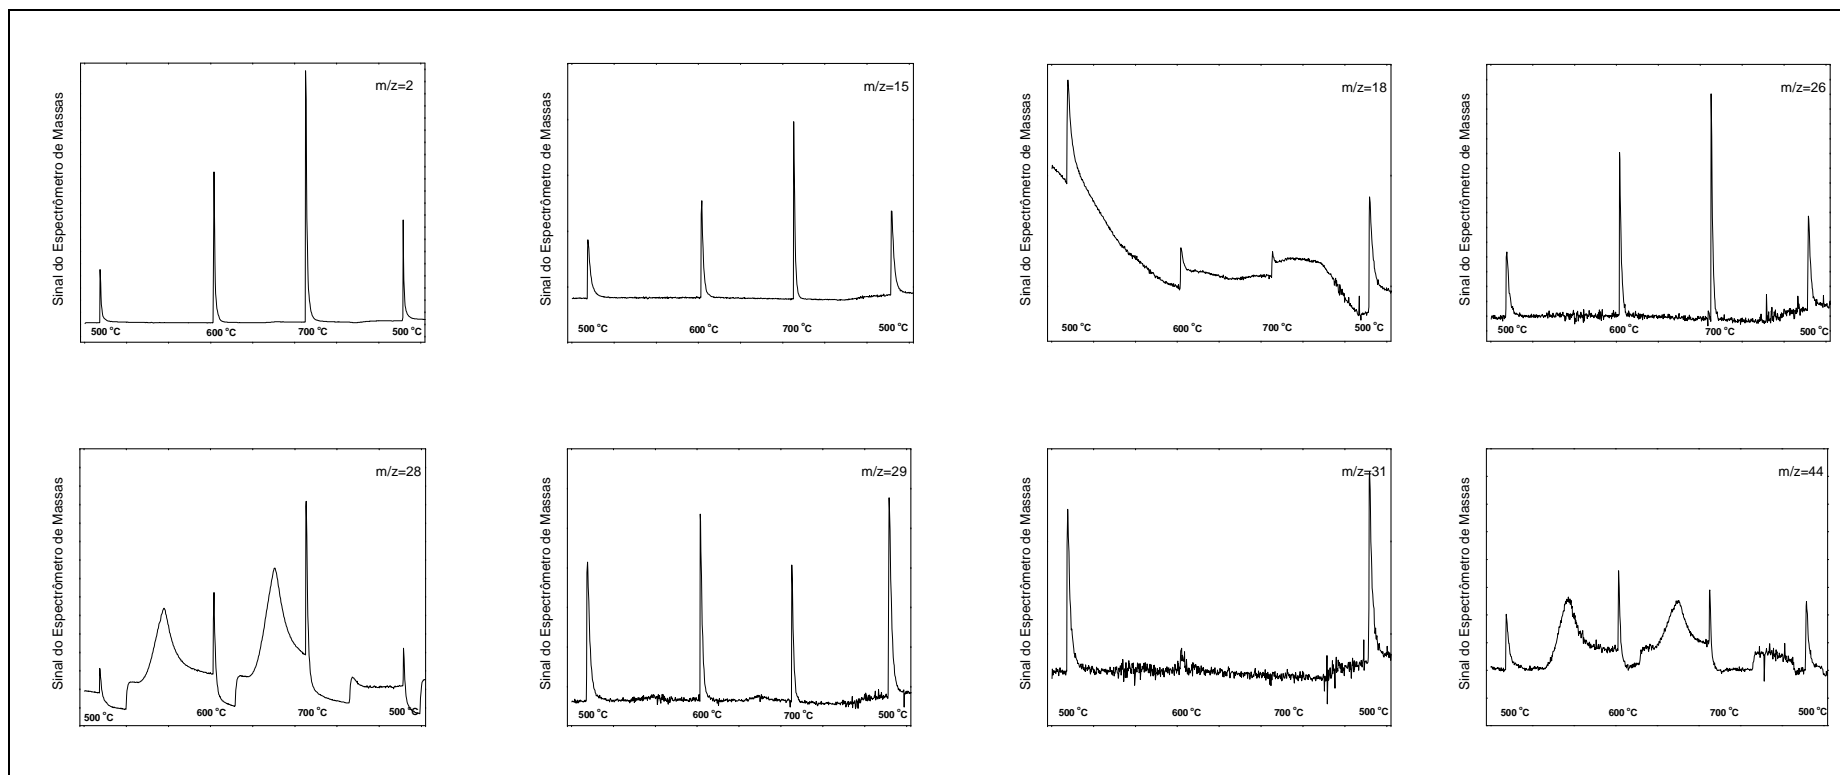 m/z=2
Sinal do Espectrômetro de Massas
500 °C 600 °C 700 °C 500 °C
m/z=15
Sinal do Espectrômetro de Massas
500 °C 600 °C 700 °C 500 °C
m/z=18
Sinal do Espectrômetro de Massas
500 °C 600 °C 700 °C 500 °C
m/z=26
Sinal do Espectrômetro de Massas
500 °C 600 °C 700 °C 500 °C
m/z=28
Sinal do Espectrômetro de Massas
500 °C 600 °C 700 °C 500 °C
m/z=29
Sinal do Espectrômetro de Massas
500 °C 600 °C 700 °C 500 °C
m/z=31
Sinal do Espectrômetro de Massas
500 °C 600 °C 700 °C 500 °C
m/z=44
Sinal do Espectrômetro de Massas
500 °C 600 °C 700 °C 500 °C